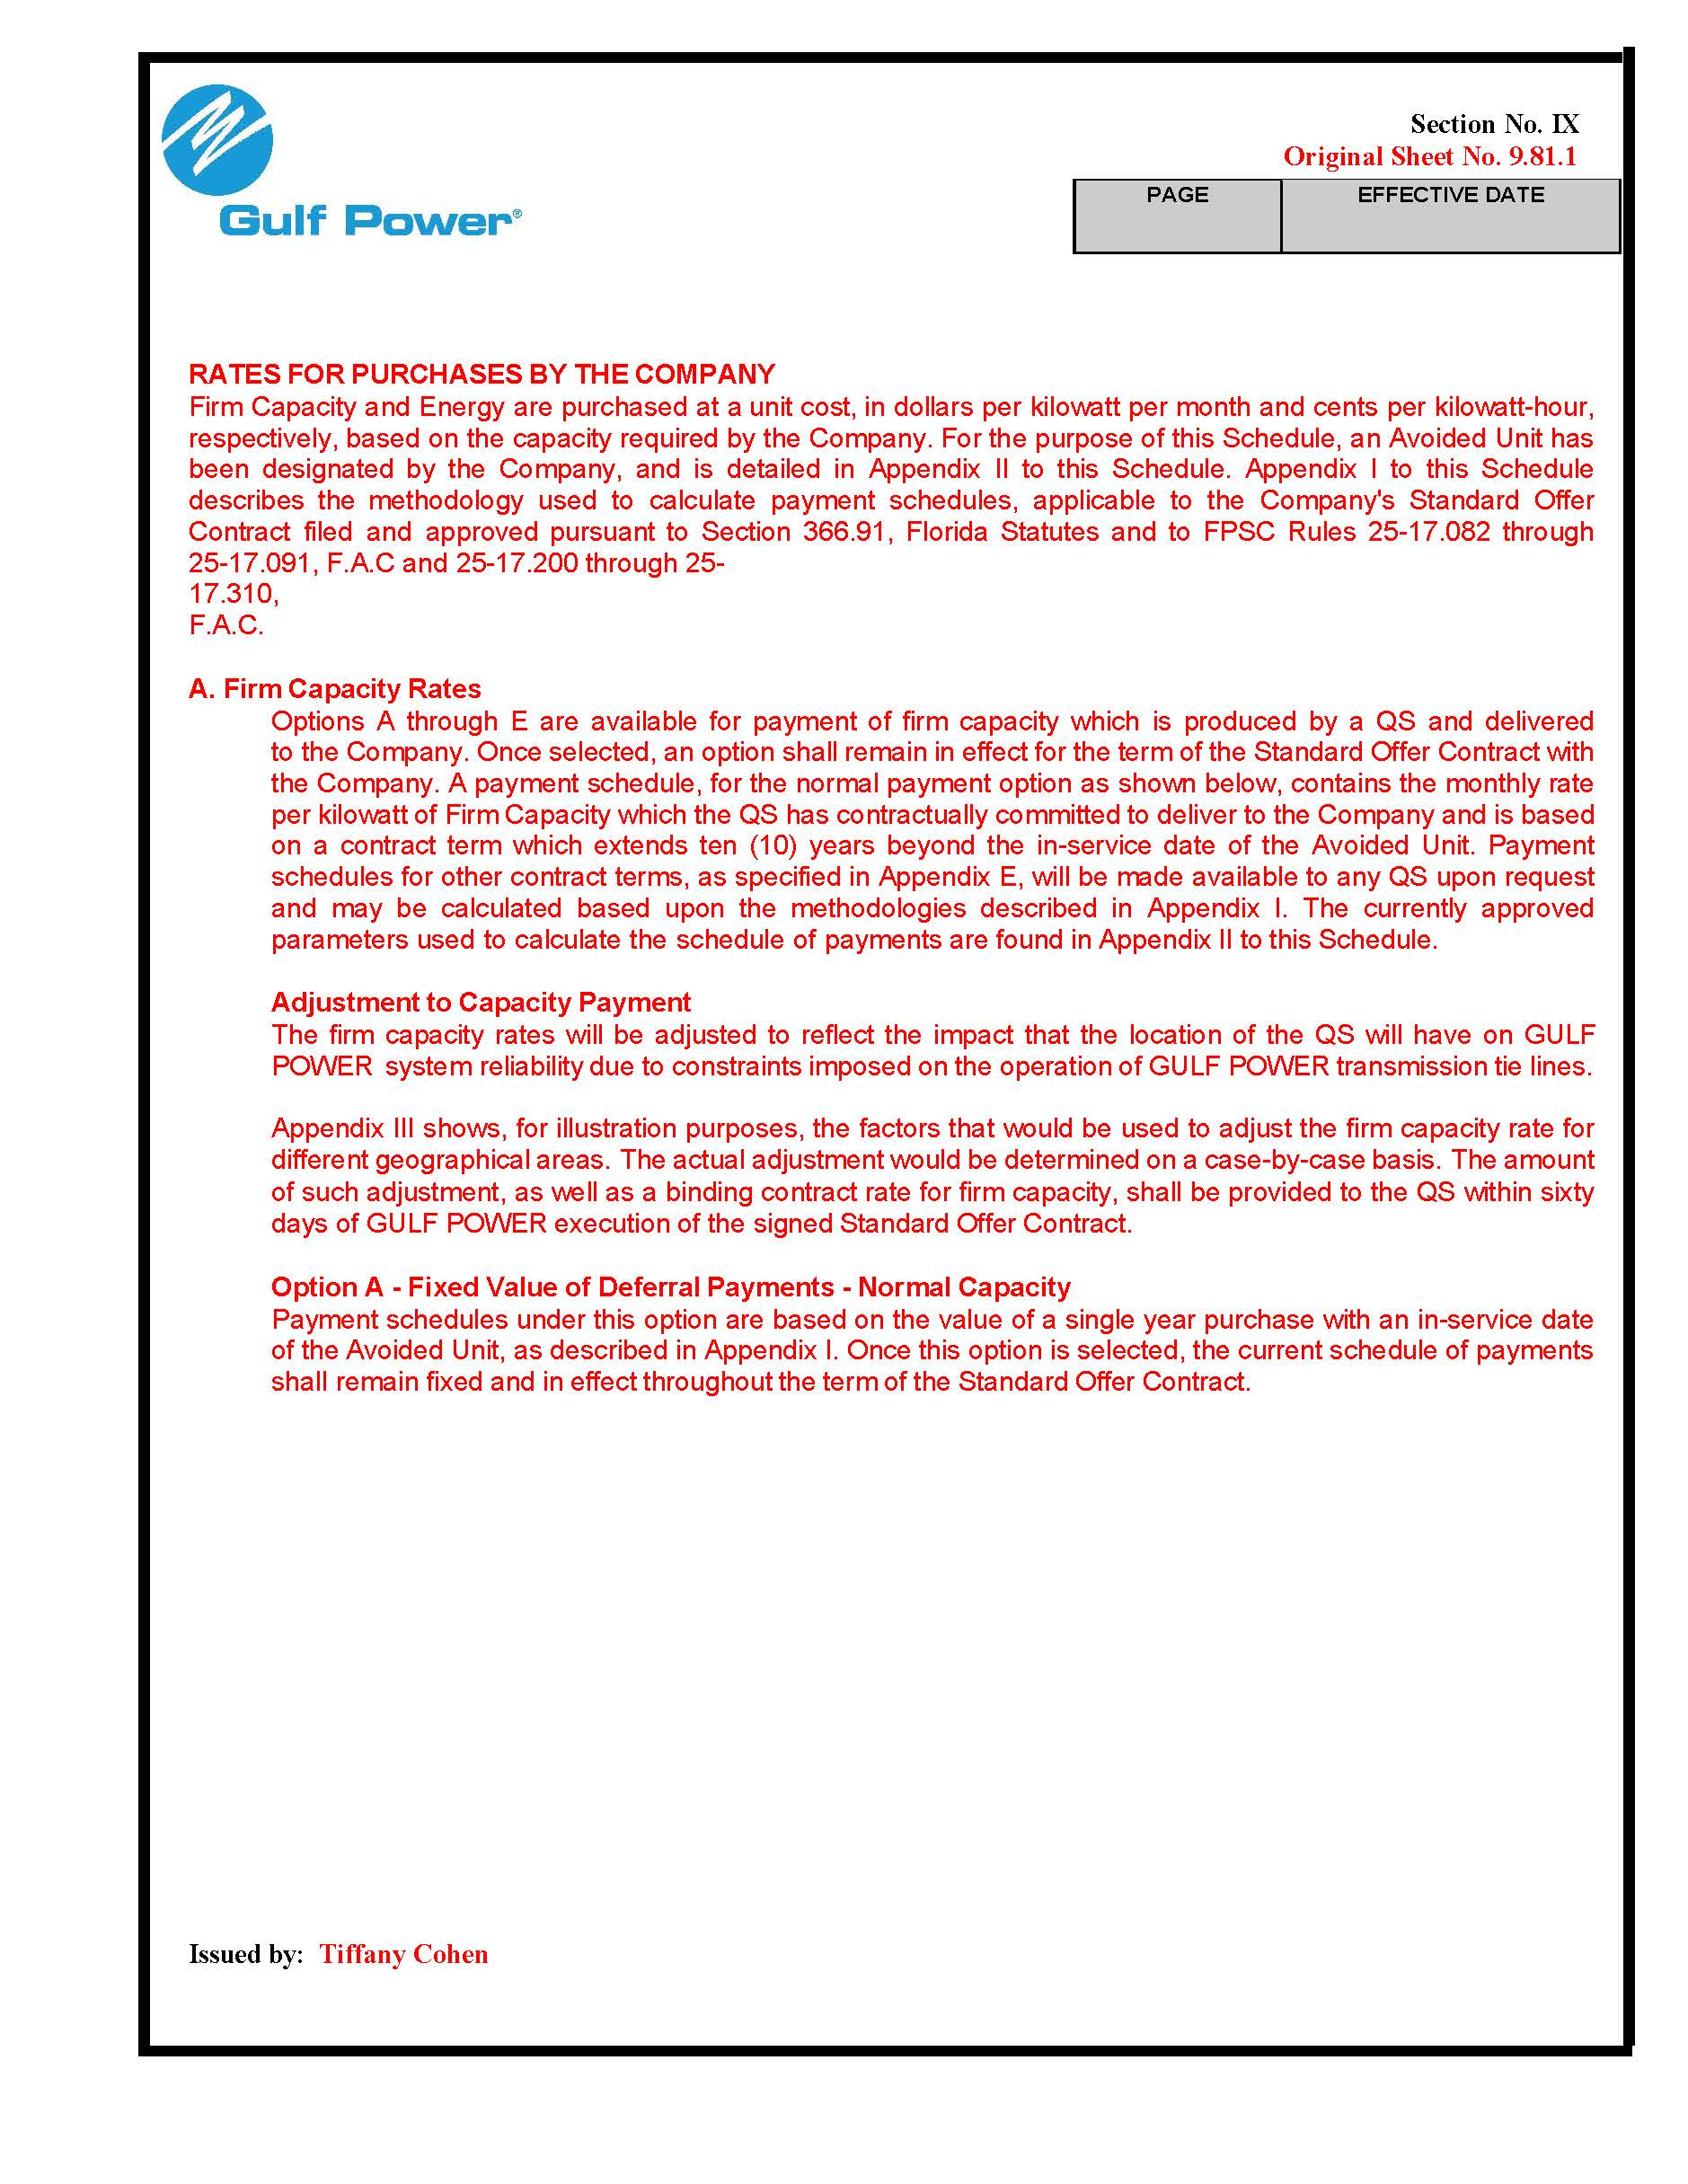 Gulf Power®
Section No. IX
Original Sheet No. 9.81.1
PAGE
EFFECTIVE DATE
RATES FOR PURCHASES BY THE COMPANY
Firm Capacity and Energy are purchased at a unit cost, in dollars per kilowatt per month and cents per kilowatt-hour,
respectively, based on the capacity required by the Company. For the purpose of this Schedule, an Avoided Unit has
been designated by the Company, and is detailed in Appendix II to this Schedule. Appendix I to this Schedule
describes the methodology used to calculate payment schedules, applicable to the Company's Standard Offer
Contract filed and approved pursuant to Section 366.91, Florida Statutes and to FPSC Rules 25-17.082 through
25-17.091, F.A.C and 25-17.200 through 25-
17.310,
F.A.C.
A. Firm Capacity Rates
Options A through E are available for payment of firm capacity which is produced by a QS and delivered
to the Company. Once selected, an option shall remain in effect for the term of the Standard Offer Contract with
the Company. A payment schedule, for the normal payment option as shown below, contains the monthly rate
per kilowatt of Firm Capacity which the QS has contractually committed to deliver to the Company and is based
on a contract term which extends ten (10) years beyond the in-service date of the Avoided Unit. Payment
schedules for other contract terms, as specified in Appendix E, will be made available to any QS upon request
and may be calculated based upon the methodologies described in Appendix I. The currently approved
parameters used to calculate the schedule of payments are found in Appendix II to this Schedule.
Adjustment to Capacity Payment
The firm capacity rates will be adjusted to reflect the impact that the location of the QS will have on GULF
POWER system reliability due to constraints imposed on the operation of GULF POWER transmission tie lines.
Appendix III shows, for illustration purposes, the factors that would be used to adjust the firm capacity rate for
different geographical areas. The actual adjustment would be determined on a case-by-case basis. The amount
of such adjustment, as well as a binding contract rate for firm capacity, shall be provided to the QS within sixty
days of GULF POWER execution of the signed Standard Offer Contract.
Option A - Fixed Value of Deferral Payments - Normal Capacity
Payment schedules under this option are based on the value of a single year purchase with an in-service date
of the Avoided Unit, as described in Appendix I. Once this option is selected, the current schedule of payments
shall remain fixed and in effect throughout the term of the Standard Offer Contract.
Issued by: Tiffany Cohen